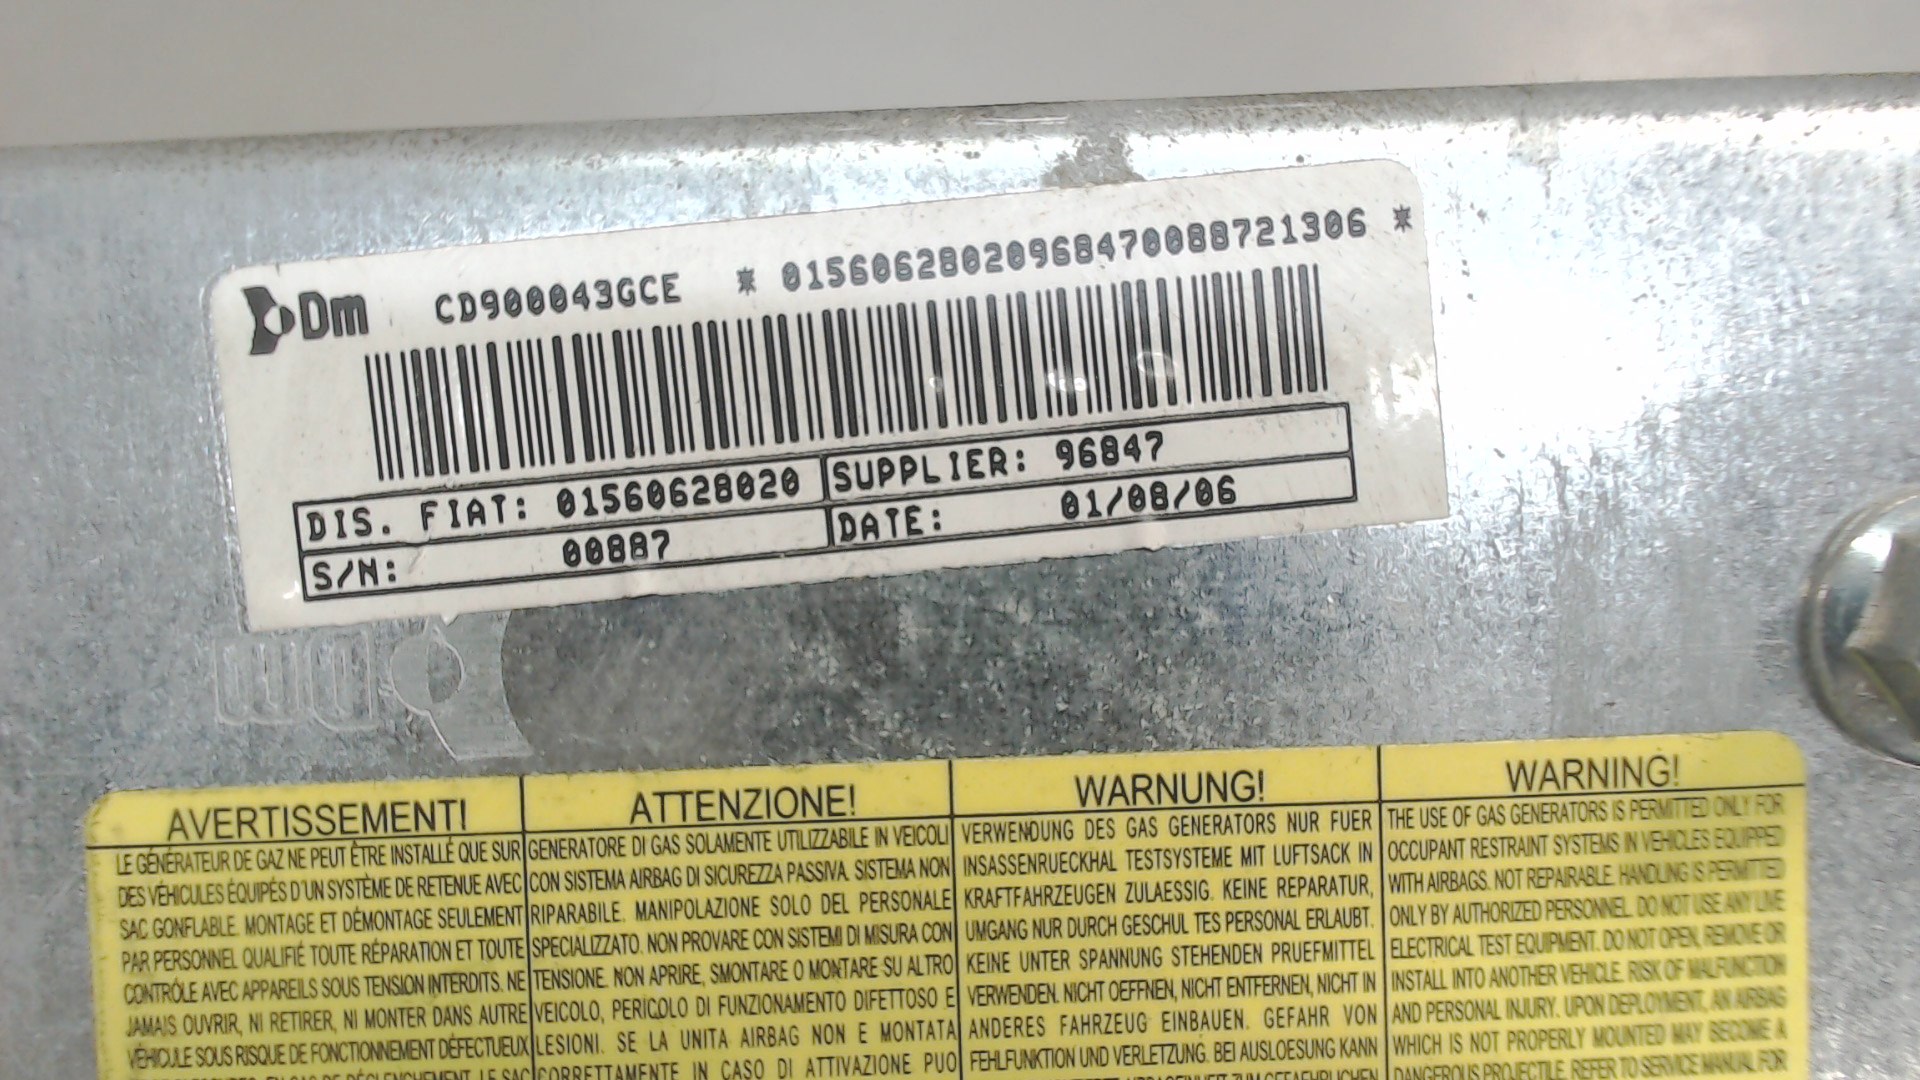 Dm CD900043GCE * 0156062802096847008872​1306 *
DIS. FIAT: 01560628020 SUPPLIER: 96847
S/N: 00887 DATE: 01/08/06
AVERTISSEMENT!
LE GÉNÉRATEUR DE GAZ NE PEUT ÊTRE INSTALLÉ QUE SUR
DES VÉHICULES ÉQUIPÉS D'UN SYSTÈME DE RETENUE AVEC
SAC GONFLABLE. MONTAGE ET DÉMONTAGE SEULEMENT
PAR PERSONNEL QUALIFIÉ TOUTE RÉPARATION ET TOUTE
CONTRÔLE AVEC APPAREILS SOUS TENSION INTERDITS. NE
JAMAIS OUVRIR, NI RETIRER, NI MONTER DANS AUTRE
VÉHICULE SOUS RISQUE DE FONCTIONNEMENT DÉFECTUEUX
LE SAC
ATTENZIONE!
GENERATORE DI GAS SOLAMENTE UTILIZZABILE IN VEICOLI
CON SISTEMA AIRBAG DI SICUREZZA PASSIVA. SISTEMA NON
RIPARABILE. MANIPOLAZIONE SOLO DEL PERSONALE
SPECIALIZZATO. NON PROVARE CON SISTEMI DI MISURA CON
TENSIONE. NON APRIRE, SMONTARE O MONTARE SU ALTRO
VEICOLO, PERICOLO DI FUNZIONAMENTO DIFETTOSO E
LESIONI. SE LA UNITA AIRBAG NON E MONTATA
CORRETTAMENTE IN CASO DI ATTIVAZIONE PUO
WARNUNG!
VERWENDUNG DES GAS GENERATORS NUR FUER
INSASSENRUECKHAL TESTSYSTEME MIT LUFTSACK IN
KRAFTFAHRZEUGEN ZULAESSIG. KEINE REPARATUR,
UMGANG NUR DURCH GESCHUL TES PERSONAL ERLAUBT.
KEINE UNTER SPANNUNG STEHENDEN PRUEFMITTEL
VERWENDEN. NICHT OEFFNEN, NICHT ENTFERNEN, NICHT IN
ANDERES FAHRZEUG EINBAUEN. GEFAHR VON
FEHLFUNKTION UND VERLETZUNG. BEI AUSLOESUNG KANN
WARNING!
THE USE OF GAS GENERATORS IS PERMITTED ONLY FOR
OCCUPANT RESTRAINT SYSTEMS IN VEHICLES EQUIPPED
WITH AIRBAGS. NOT REPAIRABLE. HANDLING IS PERMITTED
ONLY BY AUTHORIZED PERSONNEL. DO NOT USE ANY LIVE
ELECTRICAL TEST EQUIPMENT. DO NOT OPEN, REMOVE OR
INSTALL INTO ANOTHER VEHICLE. RISK OF MALFUNCTION
AND PERSONAL INJURY. UPON DEPLOYMENT, AN AIRBAG
WHICH IS NOT PROPERLY MOUNTED MAY BECOME A
DANGEROUS PROJECTILE. REFER TO SERVICE MANUAL FOR